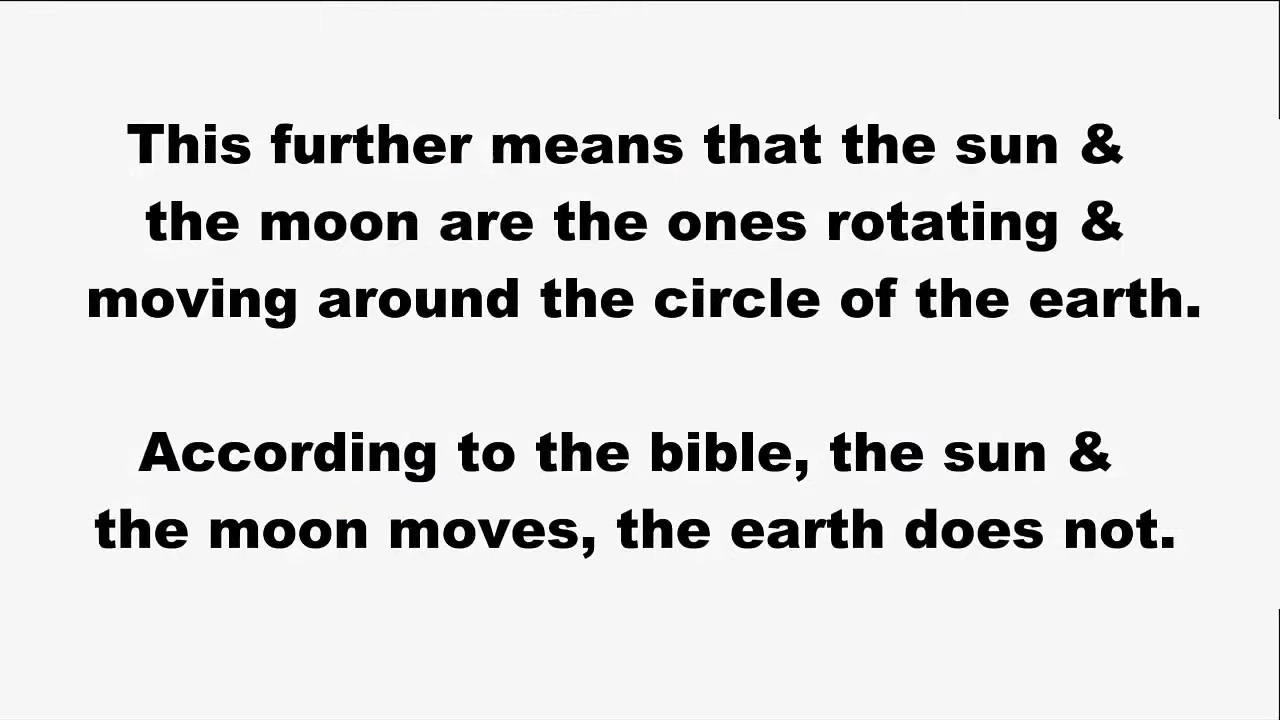 This further means that the sun &
the moon are the ones rotating &
moving around the circle of the earth.
According to the bible, the sun &
the moon moves, the earth does not.